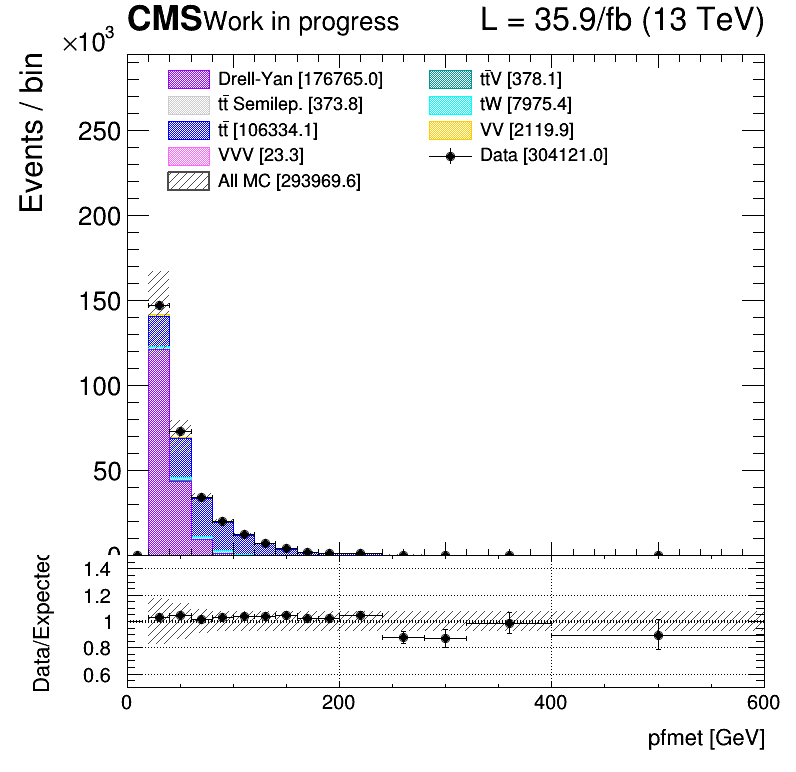 CMS Work in progress L = 35.9/fb (13 TeV)
×10³
Events / bin
Drell-Yan [176765.0]
tt̄ Semilep. [373.8]
tt̄ [106334.1]
VVV [23.3]
All MC [293969.6]
tt̄V [378.1]
tW [7975.4]
VV [2119.9]
Data [304121.0]
250
200
150
100
50
0
Data/Expected
1.4
1.2
1
0.8
0.6
0 200 400 600
pfmet [GeV]